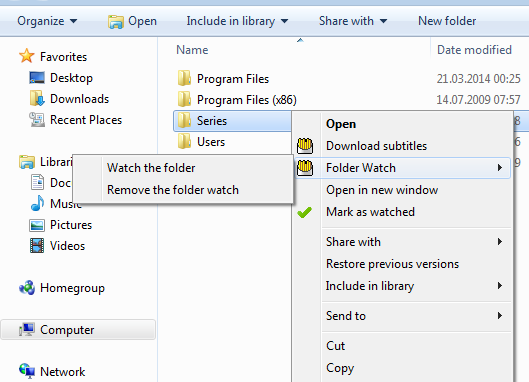 Organize Open Include in library Share with New folder
Name Date modified
Favorites
Desktop
Downloads
Recent Places
Librari
Doc
Music
Pictures
Videos
Homegroup
Computer
Network
Program Files 21.03.2014 00:25
Program Files (x86) 14.07.2009 07:57
Series 8
Users 8
9
Open
Download subtitles
Folder Watch
Open in new window
Mark as watched
Share with
Restore previous versions
Include in library
Send to
Cut
Copy
Watch the folder
Remove the folder watch